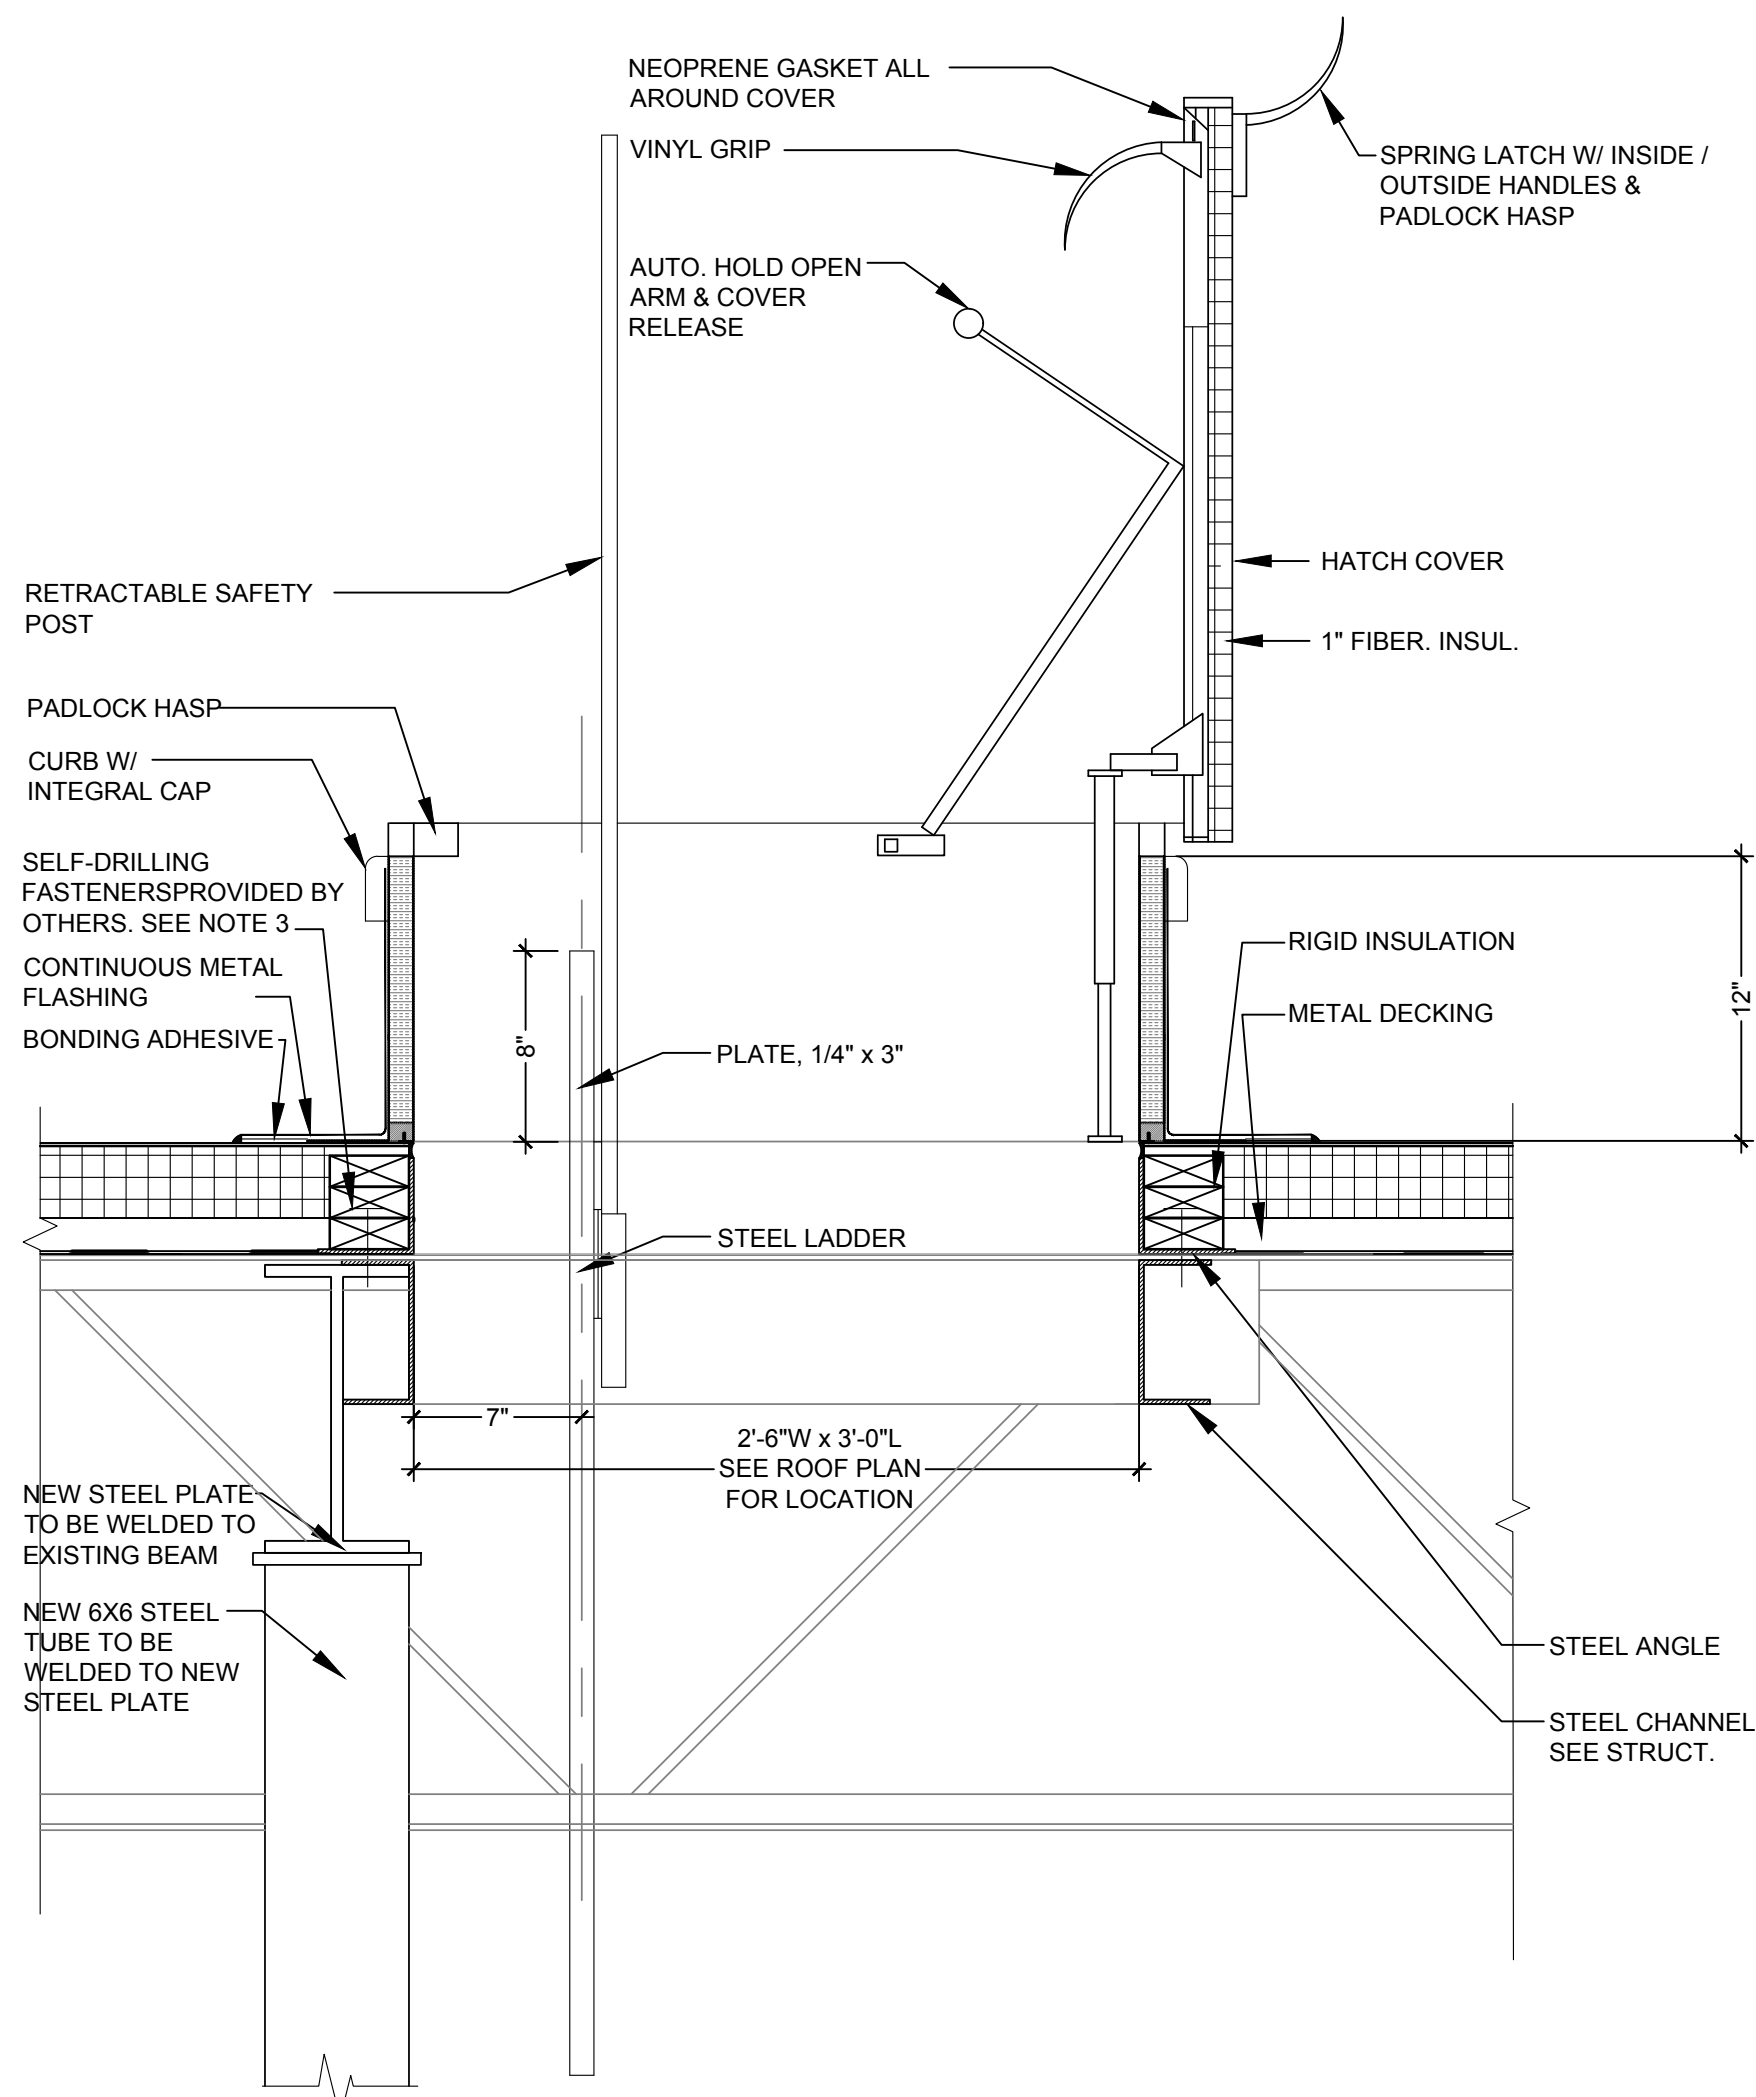 NEOPRENE GASKET ALL
AROUND COVER
VINYL GRIP
SPRING LATCH W/ INSIDE /
OUTSIDE HANDLES &
PADLOCK HASP
AUTO. HOLD OPEN
ARM & COVER
RELEASE
HATCH COVER
RETRACTABLE SAFETY
POST
1" FIBER. INSUL.
PADLOCK HASP
CURB W/
INTEGRAL CAP
SELF-DRILLING
FASTENERSPROVIDED BY
OTHERS. SEE NOTE 3
CONTINUOUS METAL
FLASHING
BONDING ADHESIVE
RIGID INSULATION
METAL DECKING
12"
8"
PLATE, 1/4" x 3"
STEEL LADDER
7"
2'-6"W x 3'-0"L
SEE ROOF PLAN
FOR LOCATION
NEW STEEL PLATE
TO BE WELDED TO
EXISTING BEAM
NEW 6X6 STEEL
TUBE TO BE
WELDED TO NEW
STEEL PLATE
STEEL ANGLE
STEEL CHANNEL
SEE STRUCT.